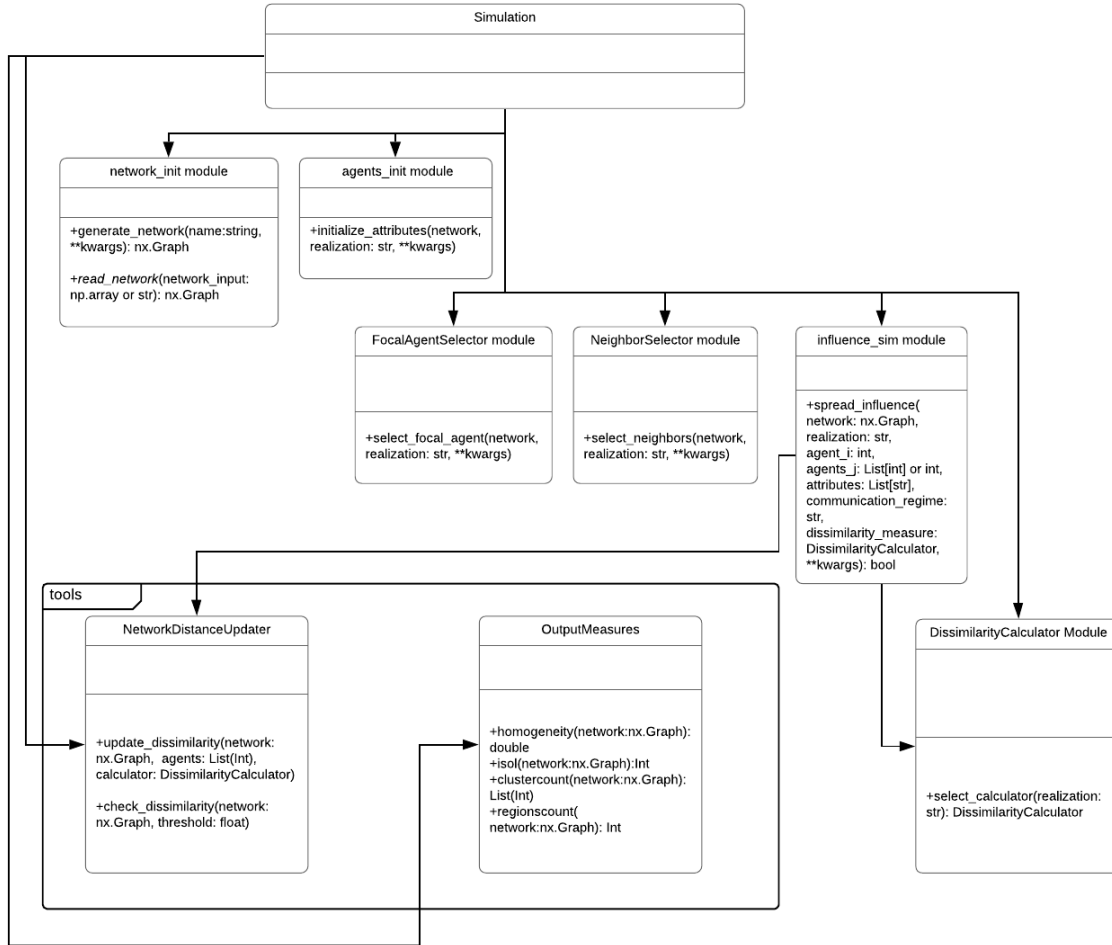 Simulation
network_init module
+generate_network(name:string,
**kwargs): nx.Graph
+read_network(network_input:
np.array or str): nx.Graph
agents_init module
+initialize_attributes(network,
realization: str, **kwargs)
FocalAgentSelector module
+select_focal_agent(network,
realization: str, **kwargs)
NeighborSelector module
+select_neighbors(network,
realization: str, **kwargs)
influence_sim module
+spread_influence(
network: nx.Graph,
realization: str,
agent_i: int,
agents_j: List[int] or int,
attributes: List[str],
communication_regime:
str,
dissimilarity_measure:
DissimilarityCalculator,
**kwargs): bool
tools
NetworkDistanceUpdater
+update_dissimilarity(network:
nx.Graph,  agents: List(Int),
calculator: DissimilarityCalculator)
+check_dissimilarity(network:
nx.Graph, threshold: float)
OutputMeasures
+homogeneity(network:nx.Graph):
double
+isol(network:nx.Graph):Int
+clustercount(network:nx.Graph):
List(Int)
+regionscount(
network:nx.Graph): Int
DissimilarityCalculator Module
+select_calculator(realization:
str): DissimilarityCalculator